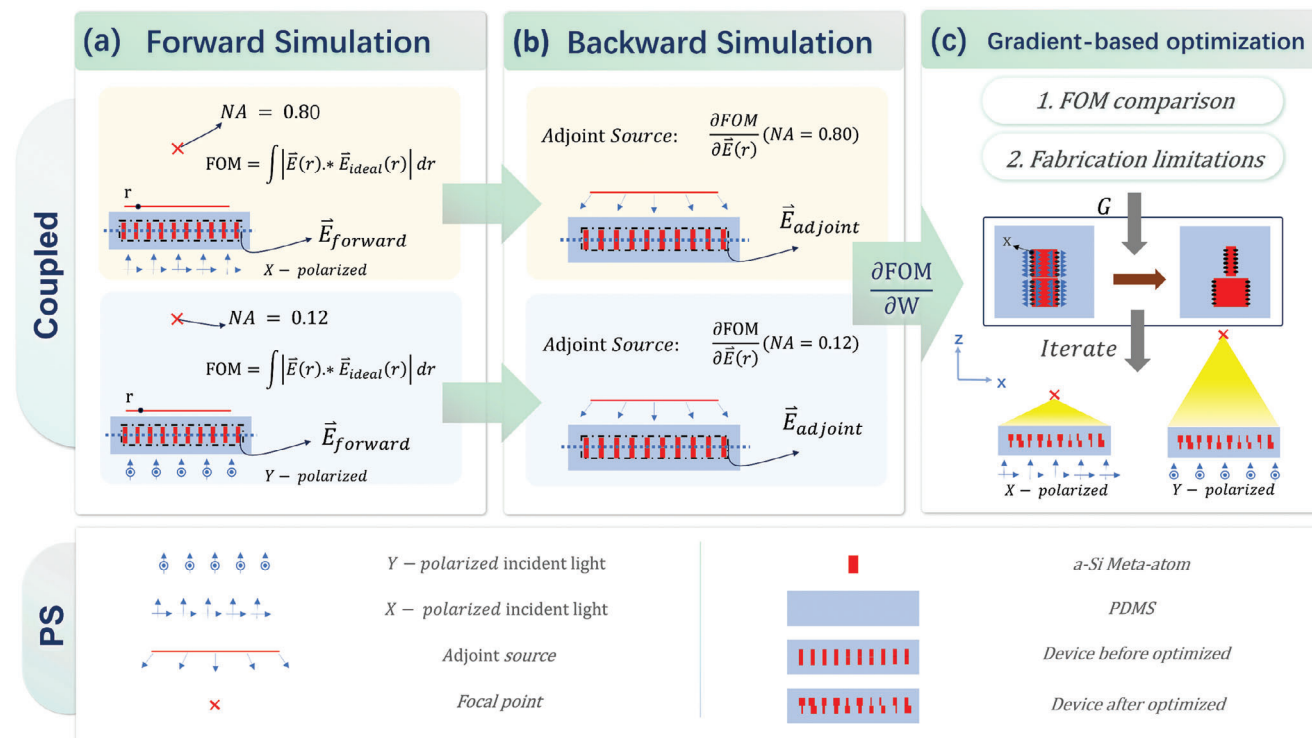 (a) Forward Simulation
(b) Backward Simulation
(c) Gradient-based optimization
Coupled
NA = 0.80
FOM = ∫|E⃗(r).* E⃗ideal(r)| dr
r
E⃗forward
X − polarized
NA = 0.12
FOM = ∫|E⃗(r).* E⃗ideal(r)| dr
r
E⃗forward
Y − polarized
Adjoint Source: ∂FOM/∂E⃗(r) (NA = 0.80)
E⃗adjoint
Adjoint Source: ∂FOM/∂E⃗(r) (NA = 0.12)
E⃗adjoint
∂FOM/∂W
1. FOM comparison
2. Fabrication limitations
G
X
Iterate
Z
X
X − polarized
Y − polarized
PS
Y − polarized incident light
X − polarized incident light
Adjoint source
Focal point
a-Si Meta-atom
PDMS
Device before optimized
Device after optimized